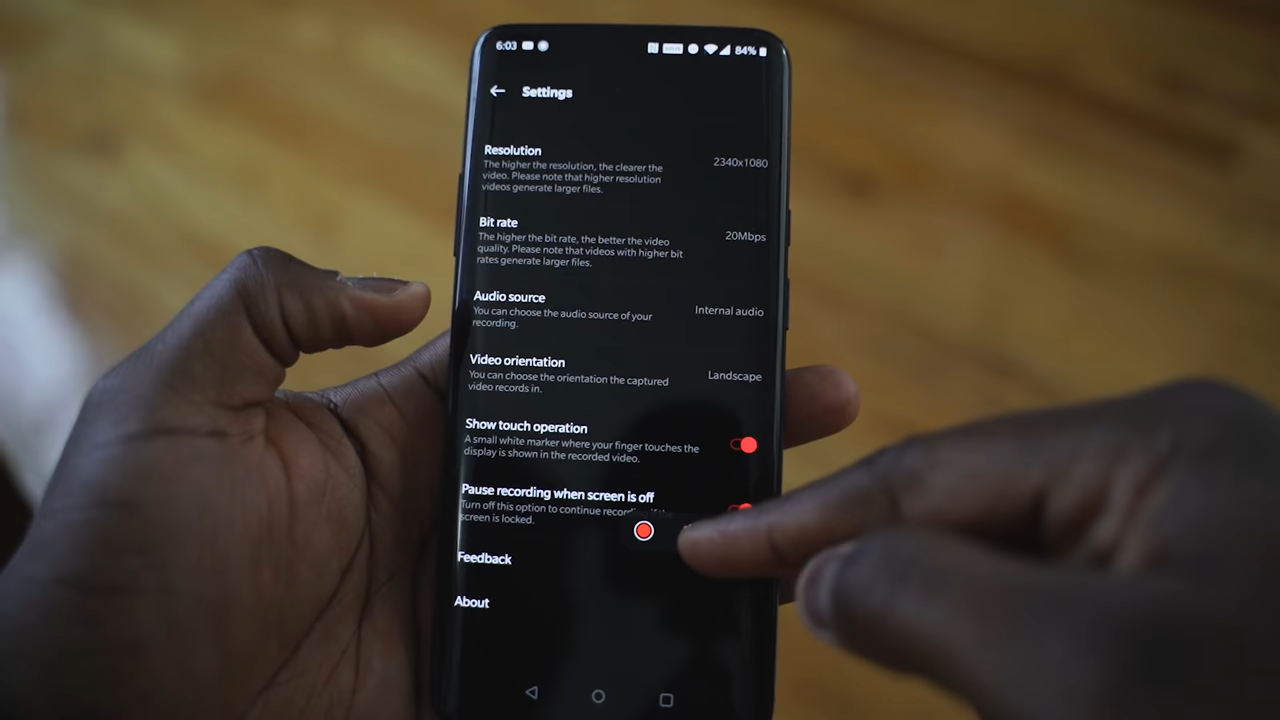 6:03
84%
Settings
Resolution
2340x1080
The higher the resolution, the clearer the
video. Please note that higher resolution
videos generate larger files.
Bit rate
20Mbps
The higher the bit rate, the better the video
quality. Please note that videos with higher bit
rates generate larger files.
Audio source
Internal audio
You can choose the audio source of your
recording.
Video orientation
Landscape
You can choose the orientation the captured
video records in.
Show touch operation
A small white marker where your finger touches the
display is shown in the recorded video.
Pause recording when screen is off
Turn off this option to continue recording if the
screen is locked.
Feedback
About